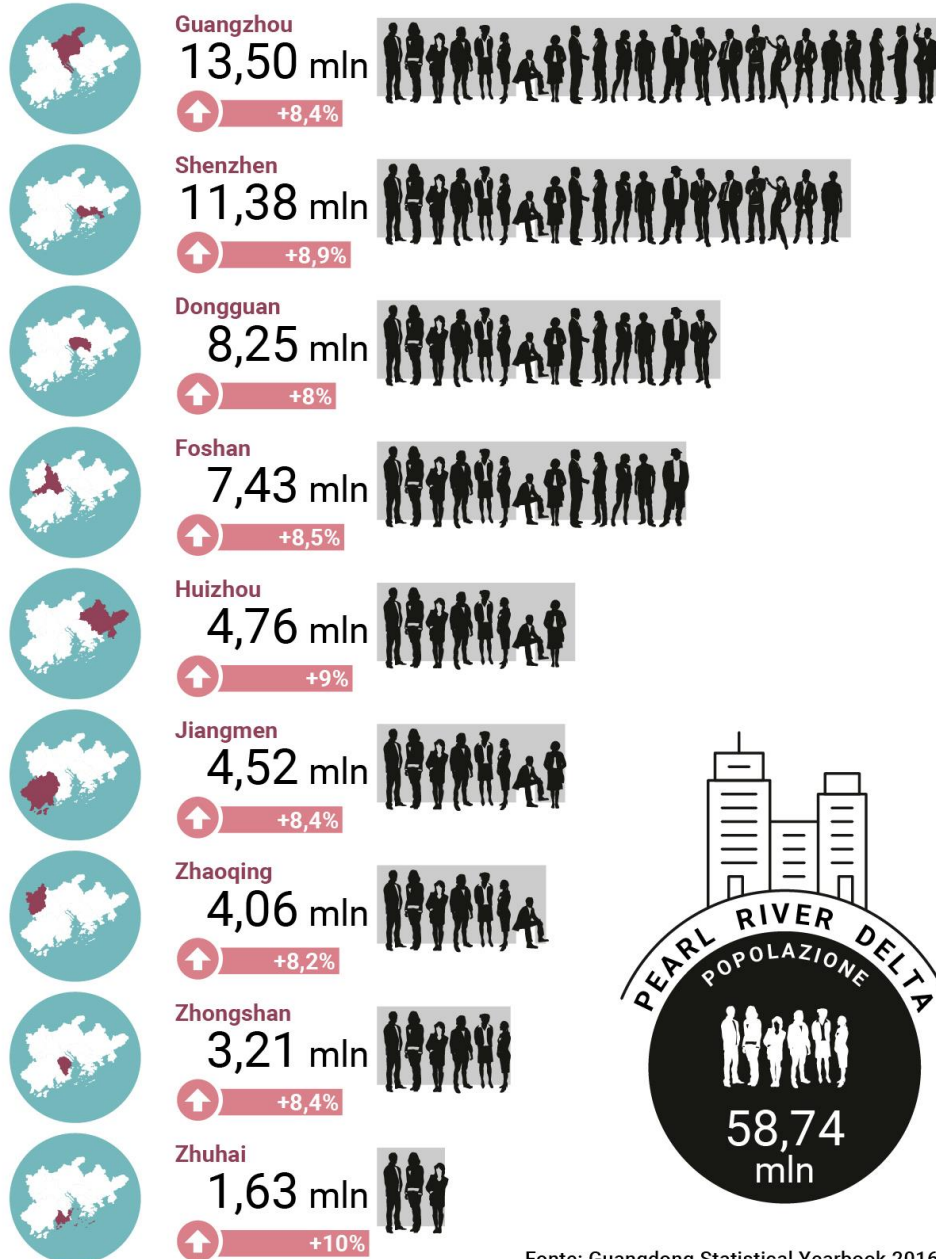 Guangzhou
13,50 mln
+8,4%
Shenzhen
11,38 mln
+8,9%
Dongguan
8,25 mln
+8%
Foshan
7,43 mln
+8,5%
Huizhou
4,76 mln
+9%
Jiangmen
4,52 mln
+8,4%
Zhaoqing
4,06 mln
+8,2%
Zhongshan
3,21 mln
+8,4%
Zhuhai
1,63 mln
+10%
PEARL RIVER DELTA
POPOLAZIONE
58,74
mln
Fonte: Guangdong Statistical Yearbook 2016